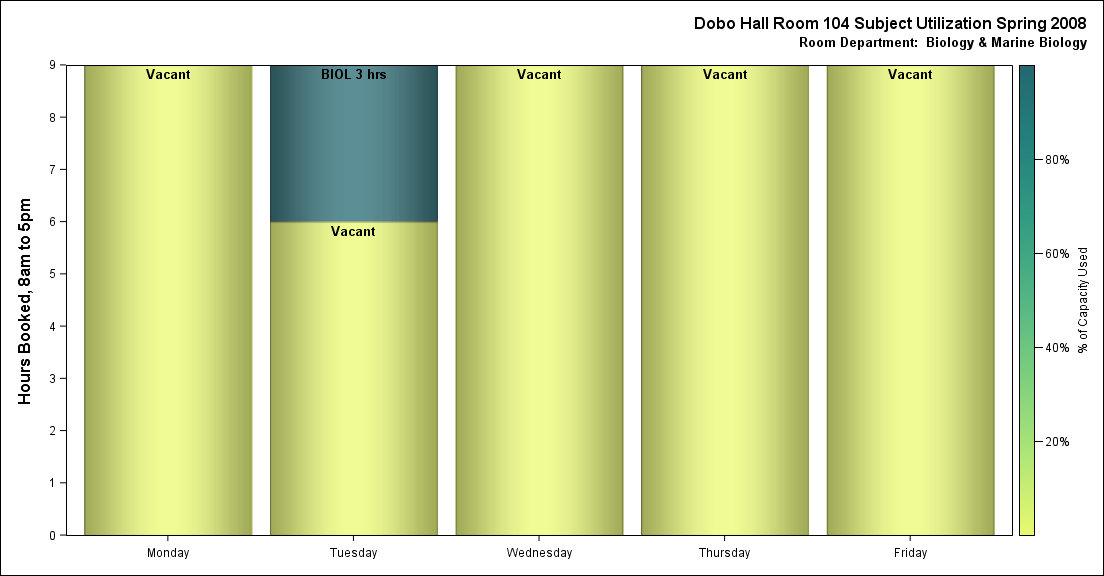 Dobo Hall Room 104 Subject Utilization Spring 2008
Room Department: Biology & Marine Biology
Hours Booked, 8am to 5pm
9
8
7
6
5
4
3
2
1
0
Vacant
BIOL 3 hrs
Vacant
Vacant
Vacant
Vacant
Monday
Tuesday
Wednesday
Thursday
Friday
80%
60%
40%
20%
% of Capacity Used